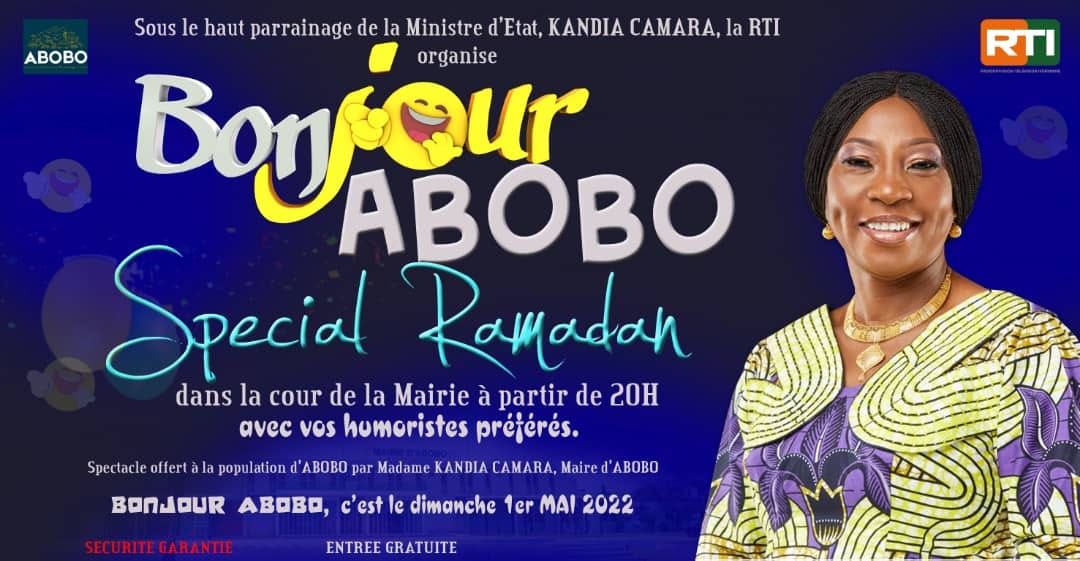 ABOBO
RTI
Sous le haut parrainage de la Ministre d'Etat, KANDIA CAMARA, la RTI
organise
Bonjour
ABOBO
Special Ramadan
dans la cour de la Mairie à partir de 20H
avec vos humoristes préférés.
Spectacle offert à la population d'ABOBO par Madame KANDIA CAMARA, Maire d'ABOBO
BONJOUR ABOBO, c'est le dimanche 1er MAI 2022
SECURITE GARANTIE
ENTREE GRATUITE